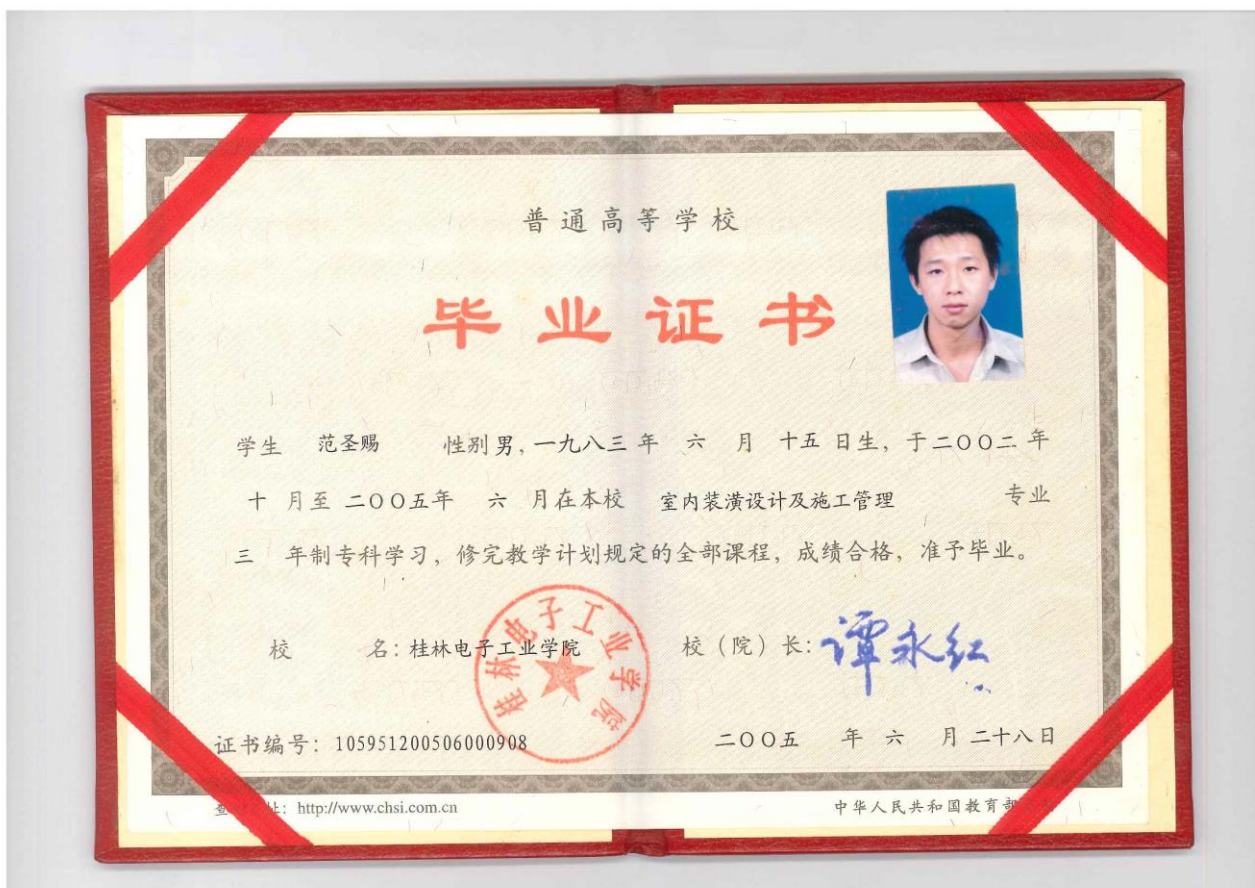 普通高等学校
毕业证书
学生 范圣赐 性别 男, 一九八三 年 六 月 十五 日生, 于 二〇〇二 年
十 月至 二〇〇五年 六 月在本校 室内装潢设计及施工管理 专业
三 年制专科学习, 修完教学计划规定的全部课程, 成绩合格, 准予毕业。
校 名: 桂林电子工业学院 校 (院) 长: 谭永红
桂林电子工业学院
证书编号: 105951200506000908 二〇〇五 年 六 月 二十八日
http://www.chsi.com.cn 中华人民共和国教育部